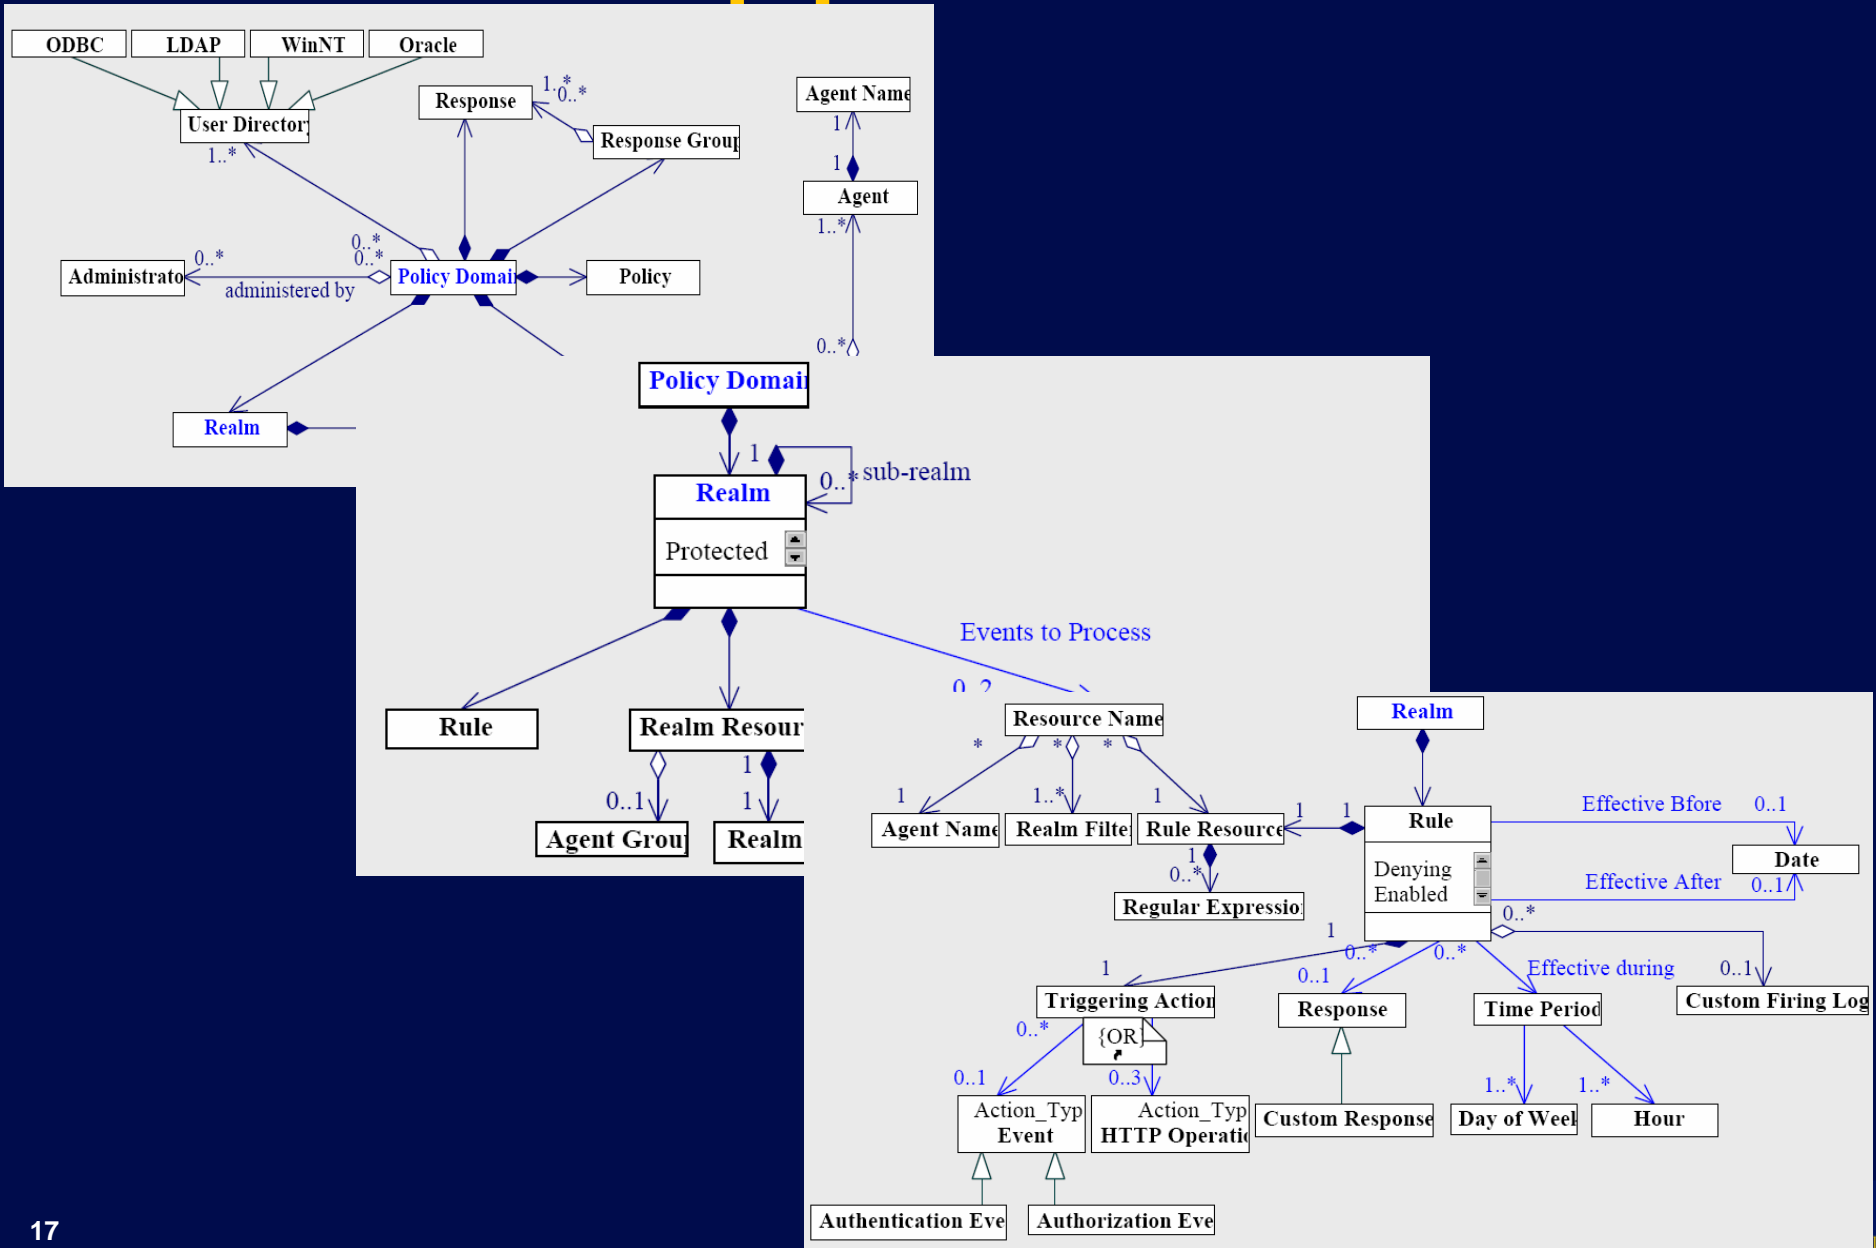 ODBC
LDAP
WinNT
Oracle
User Director
1..*
Response
1..*
0..*
Response Group
Agent Name
1
1
Agent
1..*
0..*
0..*
0..*
0..*
Administrato
administered by
Policy Domai
Policy
Realm
Policy Domai
1
0..*
sub-realm
Realm
Protected
Events to Process
0..2
Rule
Realm Resour
0..1
1
1
Agent Grou
Realm
Resource Name
*
*
*
1
1..*
1
Agent Name
Realm Filte
Rule Resource
1
1
1
0..*
Regular Expressio
Realm
Rule
Denying
Enabled
Effective Bfore
0..1
Date
Effective After
0..1
0..*
1
0..*
0..*
1
0..1
Effective during
0..1
Triggering Action
Response
Time Period
Custom Firing Log
0..*
{OR}
0..1
0..3
1..*
1..*
Action_Typ
Event
Action_Typ
HTTP Operatio
Custom Response
Day of Week
Hour
Authentication Eve
Authorization Eve
17